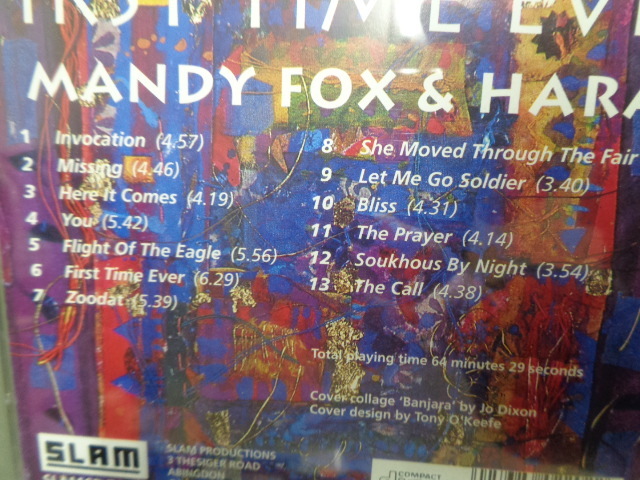 IRST TIME EVE
MANDY FOX & HARA
1 Invocation (4.57)
2 Missing (4.46)
3 Here It Comes (4.19)
4 You (5.42)
5 Flight Of The Eagle (5.56)
6 First Time Ever (6.29)
7 Zoodat (5.39)
8 She Moved Through The Fair
9 Let Me Go Soldier (3.40)
10 Bliss (4.31)
11 The Prayer (4.14)
12 Soukhous By Night (3.54)
13 The Call (4.38)
Total playing time 64 minutes 29 seconds
Cover collage 'Banjara' by Jo Dixon
Cover design by Tony O'Keefe
SLAM
SLAM PRODUCTIONS
3 THESIGER ROAD
ABINGDON
COMPACT